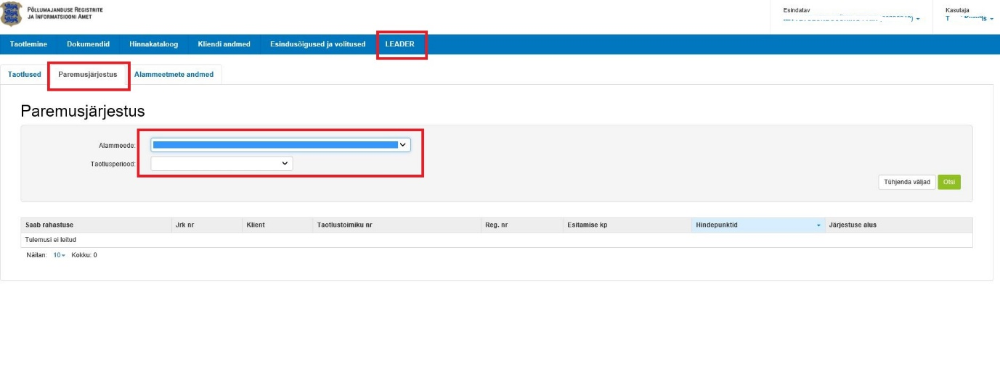 PÕLLUMAJANDUSE REGISTRITE
JA INFORMATSIOONI AMET
Esindatav
Kasutaja
Taotlemine Dokumendid Hinnakataloog Kliendi andmed Esindusõigused ja volitused LEADER
Taotlused Paremusjärjestus Alammeetmete andmed
Paremusjärjestus
Alammeede:
Taotlusperiood:
Tühjenda väljad Otsi
Saab rahastuse Jrk nr Klient Taotlustoimiku nr Reg. nr Esitamise kp Hindepunktid Järjestuse alus
Tulemusi ei leitud
Näitan: 10 Kokku: 0